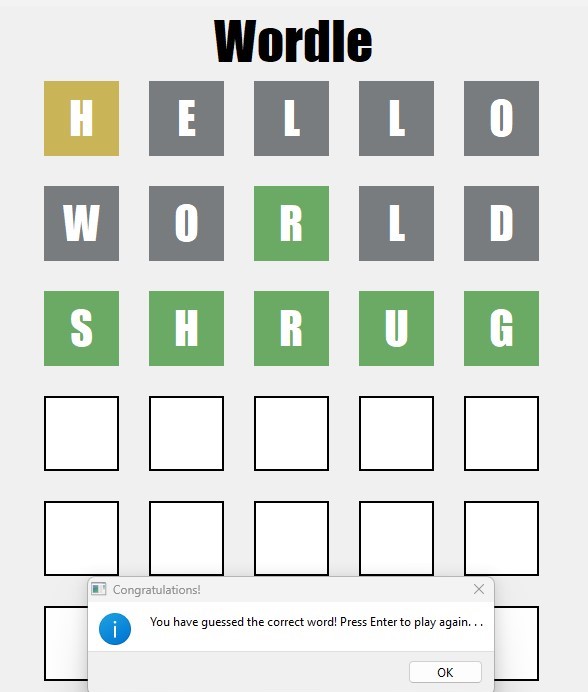 Wordle
H E L L O
W O R L D
S H R U G
Congratulations!
You have guessed the correct word! Press Enter to play again...
OK